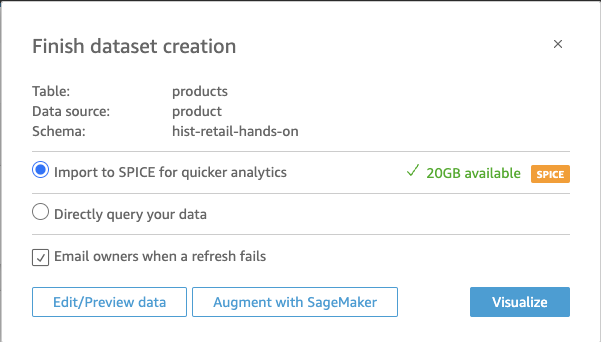 Finish dataset creation
Table: products
Data source: product
Schema: hist-retail-hands-on
Import to SPICE for quicker analytics 20GB available SPICE
Directly query your data
Email owners when a refresh fails
Edit/Preview data Augment with SageMaker Visualize